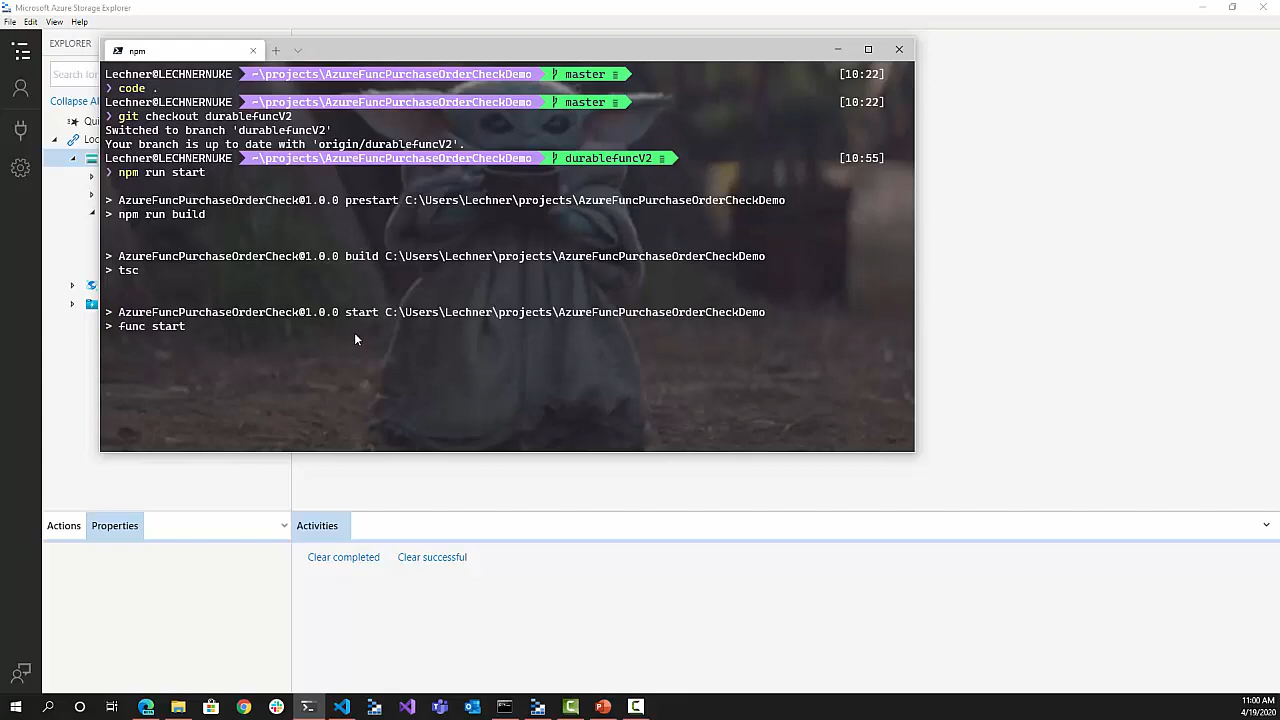 Microsoft Azure Storage Explorer
File Edit View Help
EXPLORER
Search for
Collapse Al
Qui
Loc
npm
Lechner@LECHNERNUKE ~\projects\AzureFuncPurchaseOrderCheckDemo master [10:22]
❯ code .
Lechner@LECHNERNUKE ~\projects\AzureFuncPurchaseOrderCheckDemo master [10:22]
❯ git checkout durablefuncV2
Switched to branch 'durablefuncV2'
Your branch is up to date with 'origin/durablefuncV2'.
Lechner@LECHNERNUKE ~\projects\AzureFuncPurchaseOrderCheckDemo durablefuncV2 [10:55]
❯ npm run start
> AzureFuncPurchaseOrderCheck@1.0.0 prestart C:\Users\Lechner\projects\AzureFuncPurchaseOrderCheckDemo
> npm run build
> AzureFuncPurchaseOrderCheck@1.0.0 build C:\Users\Lechner\projects\AzureFuncPurchaseOrderCheckDemo
> tsc
> AzureFuncPurchaseOrderCheck@1.0.0 start C:\Users\Lechner\projects\AzureFuncPurchaseOrderCheckDemo
> func start
Actions Properties
Activities
Clear completed Clear successful
11:00 AM
4/19/2020